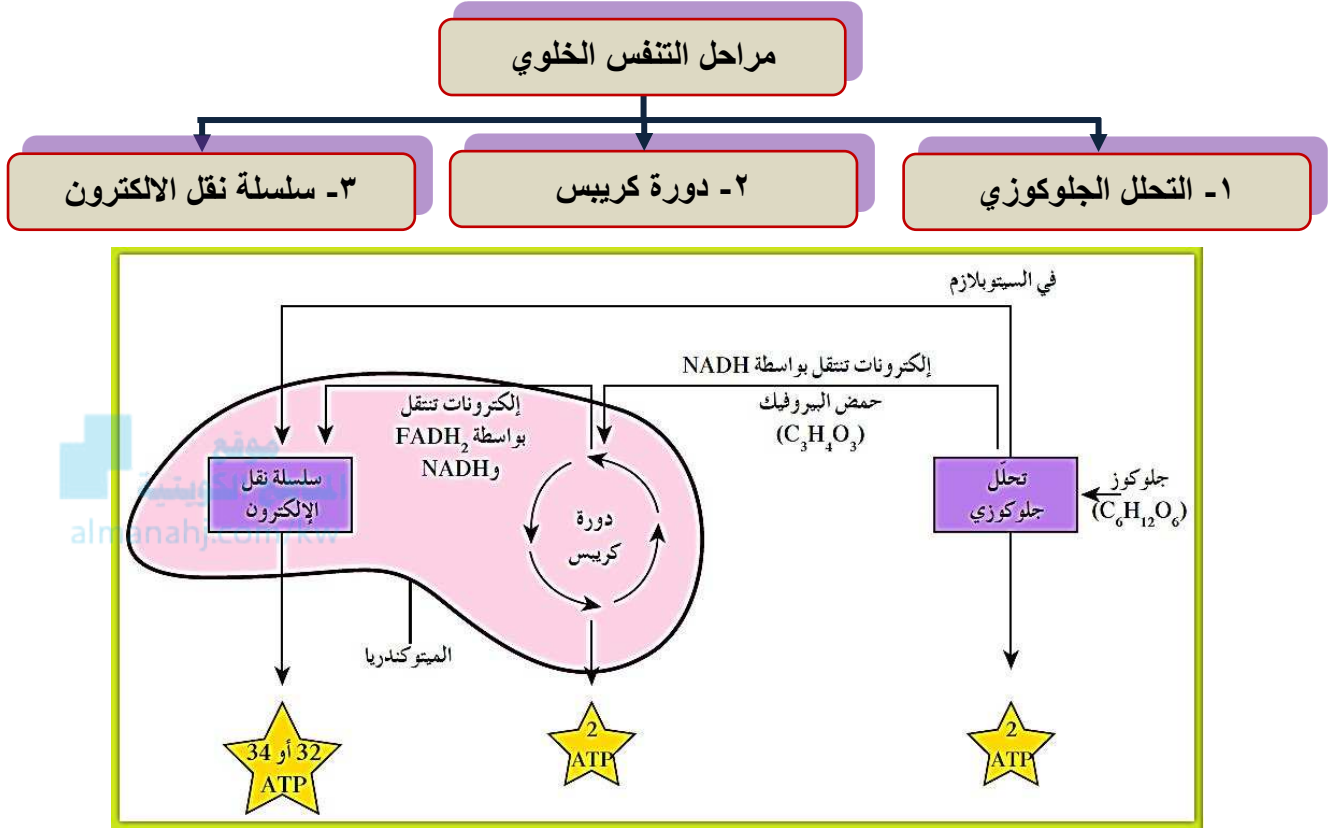 مراحل التنفس الخلوي
١- التحلل الجلوكوزي
٢- دورة كريبس
٣- سلسلة نقل الالكترون
في السيتوبلازم
إلكترونات تنتقل بواسطة NADH
حمض البيروفيك
(C₃H₄O₃)
إلكترونات تنتقل
بواسطة FADH₂
وNADH
جلوكوز
(C₆H₁₂O₆)
تحلّل
جلوكوزي
دورة
كريبس
سلسلة نقل
الإلكترون
موقع
المناهج الكويتية
almanahj.com/kw
الميتوكندريا
2
ATP
2
ATP
32 أو 34
ATP